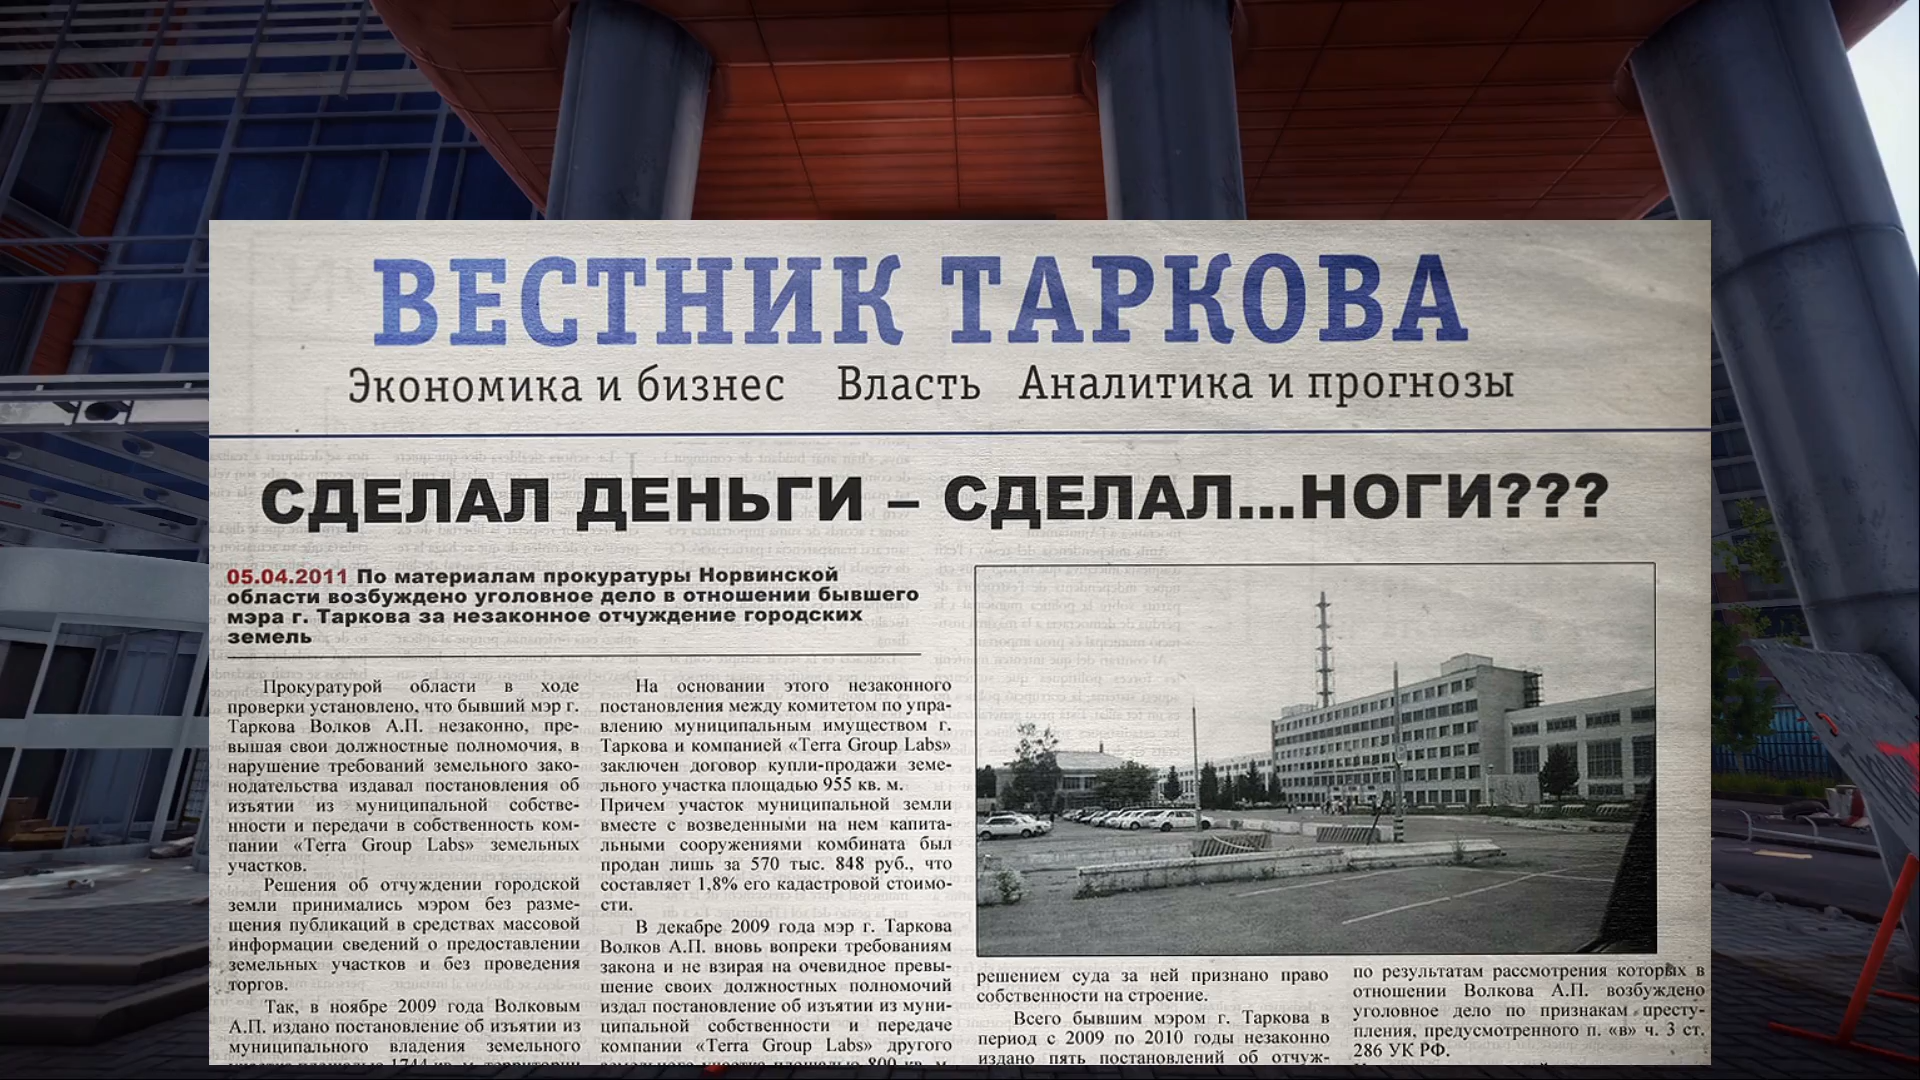 ВЕСТНИК ТАРКОВА
Экономика и бизнес Власть Аналитика и прогнозы
СДЕЛАЛ ДЕНЬГИ – СДЕЛАЛ...НОГИ???
05.04.2011 По материалам прокуратуры Норвинской
области возбуждено уголовное дело в отношении бывшего
мэра г. Таркова за незаконное отчуждение городских
земель
Прокуратурой области в ходе
проверки установлено, что бывший мэр г.
Таркова Волков А.П. незаконно, пре-
вышая свои должностные полномочия, в
нарушение требований земельного зако-
нодательства издавал постановления об
изъятии из муниципальной собстве-
нности и передачи в собственность ком-
пании «Terra Group Labs» земельных
участков.
Решения об отчуждении городской
земли принимались мэром без разме-
щения публикаций в средствах массовой
информации сведений о предоставлении
земельных участков и без проведения
торгов.
Так, в ноябре 2009 года Волковым
А.П. издано постановление об изъятии из
муниципального владения земельного
участка площадью 1744 кв. м. территории
На основании этого незаконного
постановления между комитетом по упра-
влению муниципальным имуществом г.
Таркова и компанией «Terra Group Labs»
заключен договор купли-продажи земе-
льного участка площадью 955 кв. м.
Причем участок муниципальной земли
вместе с возведенными на нем капита-
льными сооружениями комбината был
продан лишь за 570 тыс. 848 руб., что
составляет 1,8% его кадастровой стоимо-
сти.
В декабре 2009 года мэр г. Таркова
Волков А.П. вновь вопреки требованиям
закона и не взирая на очевидное превы-
шение своих должностных полномочий
издал постановление об изъятии из муни-
ципальной собственности и передаче
компании «Terra Group Labs» другого
земельного участка площадью 800 кв. м.
решением суда за ней признано право
собственности на строение.
Всего бывшим мэром г. Таркова в
период с 2009 по 2010 годы незаконно
издано пять постановлений об отчуж-
по результатам рассмотрения которых в
отношении Волкова А.П. возбуждено
уголовное дело по признакам престу-
пления, предусмотренного п. «в» ч. 3 ст.
286 УК РФ.